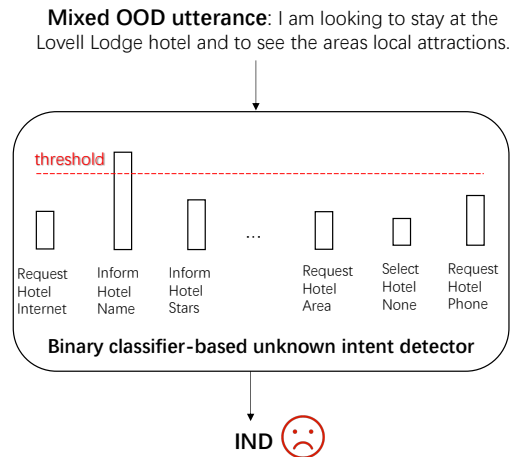 Mixed OOD utterance: I am looking to stay at the
Lovell Lodge hotel and to see the areas local attractions.
threshold
...
Request Hotel Internet
Inform Hotel Name
Inform Hotel Stars
Request Hotel Area
Select Hotel None
Request Hotel Phone
Binary classifier-based unknown intent detector
IND